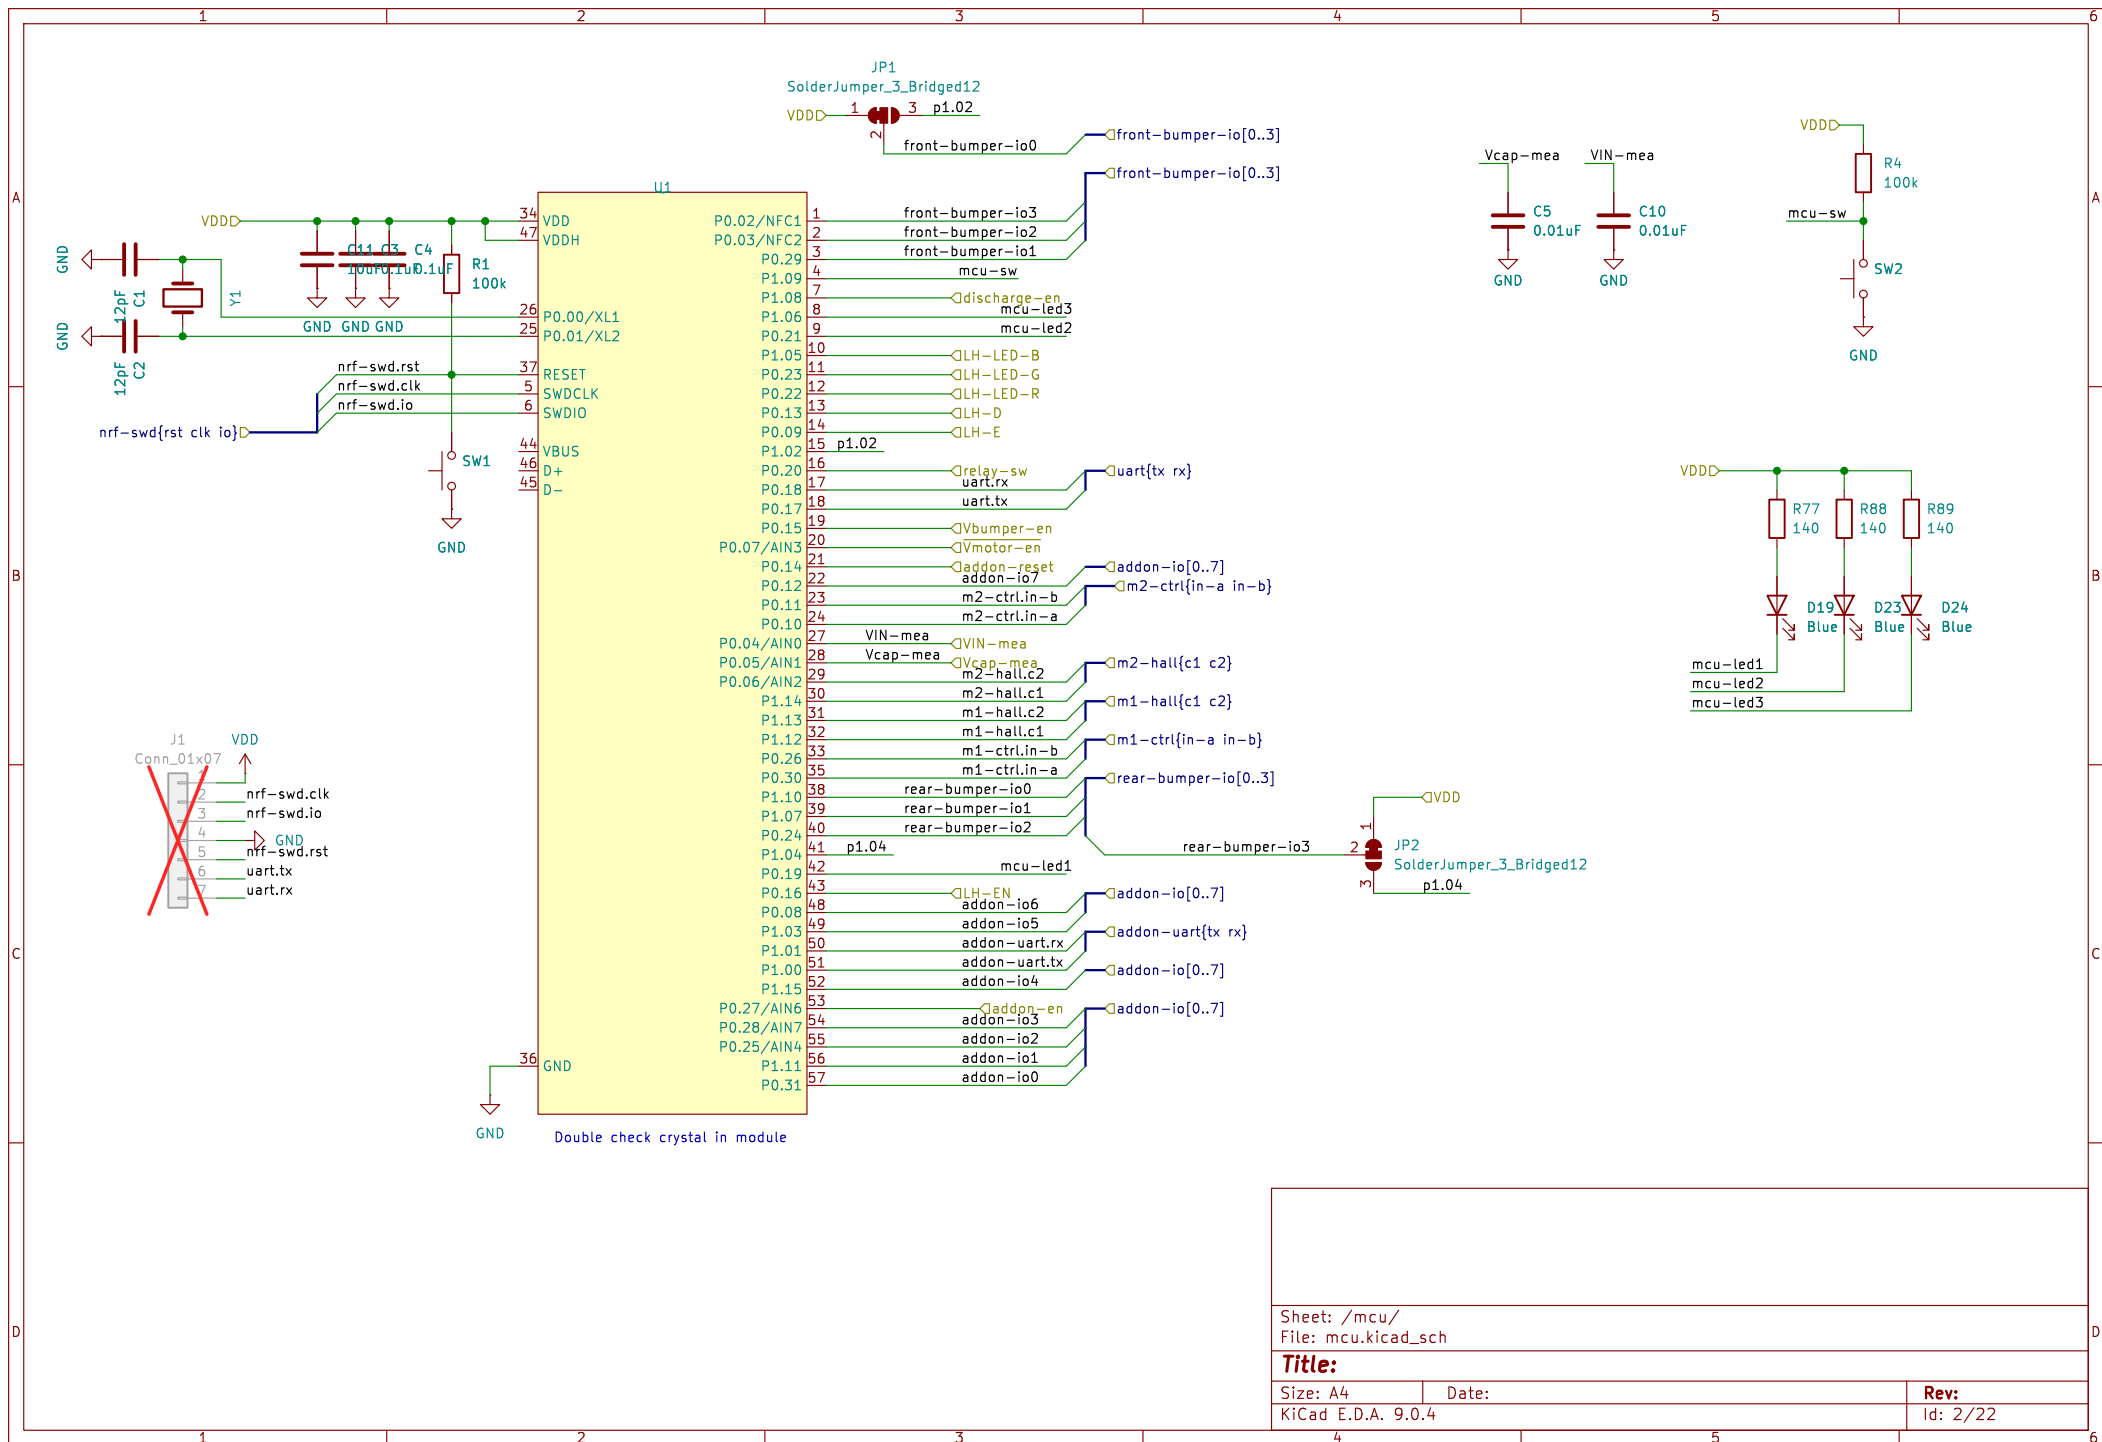 1 2 3 4 5 6
A
B
C
D
A
B
C
D
1 2 3 4 5 6
JP1
SolderJumper_3_Bridged12
VDD
1
3
p1.02
2
front-bumper-io0
front-bumper-io[0..3]
front-bumper-io[0..3]
U1
VDD
34 VDD
47 VDDH
26 P0.00/XL1
25 P0.01/XL2
37 RESET
5 SWDCLK
6 SWDIO
44 VBUS
46 D+
45 D-
36 GND
GND
GND
GND
12pF
C1
12pF
C2
Y1
C11
10uF
C3
0.1uF
C4
0.1uF
GND
GND
GND
R1
100k
nrf-swd.rst
nrf-swd.clk
nrf-swd.io
nrf-swd{rst clk io}
SW1
GND
P0.02/NFC1 1 front-bumper-io3
P0.03/NFC2 2 front-bumper-io2
P0.29 3 front-bumper-io1
P1.09 4 mcu-sw
P1.08 7 discharge-en
P1.06 8 mcu-led3
P0.21 9 mcu-led2
P1.05 10 LH-LED-B
P0.23 11 LH-LED-G
P0.22 12 LH-LED-R
P0.13 13 LH-D
P0.09 14 LH-E
P1.02 15 p1.02
P0.20 16 relay-sw
P0.18 17 uart.rx
P0.17 18 uart.tx
P0.15 19 Vbumper-en
P0.07/AIN3 20 Vmotor-en
P0.14 21 addon-reset
P0.12 22 addon-io7
P0.11 23 m2-ctrl.in-b
P0.10 24 m2-ctrl.in-a
P0.04/AIN0 27 VIN-mea VIN-mea
P0.05/AIN1 28 Vcap-mea Vcap-mea
P0.06/AIN2 29 m2-hall.c2
P1.14 30 m2-hall.c1
P1.13 31 m1-hall.c2
P1.12 32 m1-hall.c1
P0.26 33 m1-ctrl.in-b
P0.30 35 m1-ctrl.in-a
P1.10 38 rear-bumper-io0
P1.07 39 rear-bumper-io1
P0.24 40 rear-bumper-io2
P1.04 41 p1.04
P0.19 42 mcu-led1
P0.16 43 LH-EN
P0.08 48 addon-io6
P1.03 49 addon-io5
P1.01 50 addon-uart.rx
P1.00 51 addon-uart.tx
P1.15 52 addon-io4
P0.27/AIN6 53 addon-en
P0.28/AIN7 54 addon-io3
P0.25/AIN4 55 addon-io2
P1.11 56 addon-io1
P0.31 57 addon-io0
uart{tx rx}
addon-io[0..7]
m2-ctrl{in-a in-b}
m2-hall{c1 c2}
m1-hall{c1 c2}
m1-ctrl{in-a in-b}
rear-bumper-io[0..3]
addon-io[0..7]
addon-uart{tx rx}
addon-io[0..7]
addon-io[0..7]
Double check crystal in module
J1
Conn_01x07
VDD
1
2 nrf-swd.clk
3 nrf-swd.io
4 GND
5 nrf-swd.rst
6 uart.tx
7 uart.rx
VDD
1
rear-bumper-io3
2
JP2
SolderJumper_3_Bridged12
3
p1.04
Vcap-mea
C5
0.01uF
GND
VIN-mea
C10
0.01uF
GND
VDD
R4
100k
mcu-sw
SW2
GND
VDD
R77
140
R88
140
R89
140
D19
Blue
D23
Blue
D24
Blue
mcu-led1
mcu-led2
mcu-led3
Sheet: /mcu/
File: mcu.kicad_sch
Title:
Size: A4
Date:
Rev:
KiCad E.D.A. 9.0.4
Id: 2/22